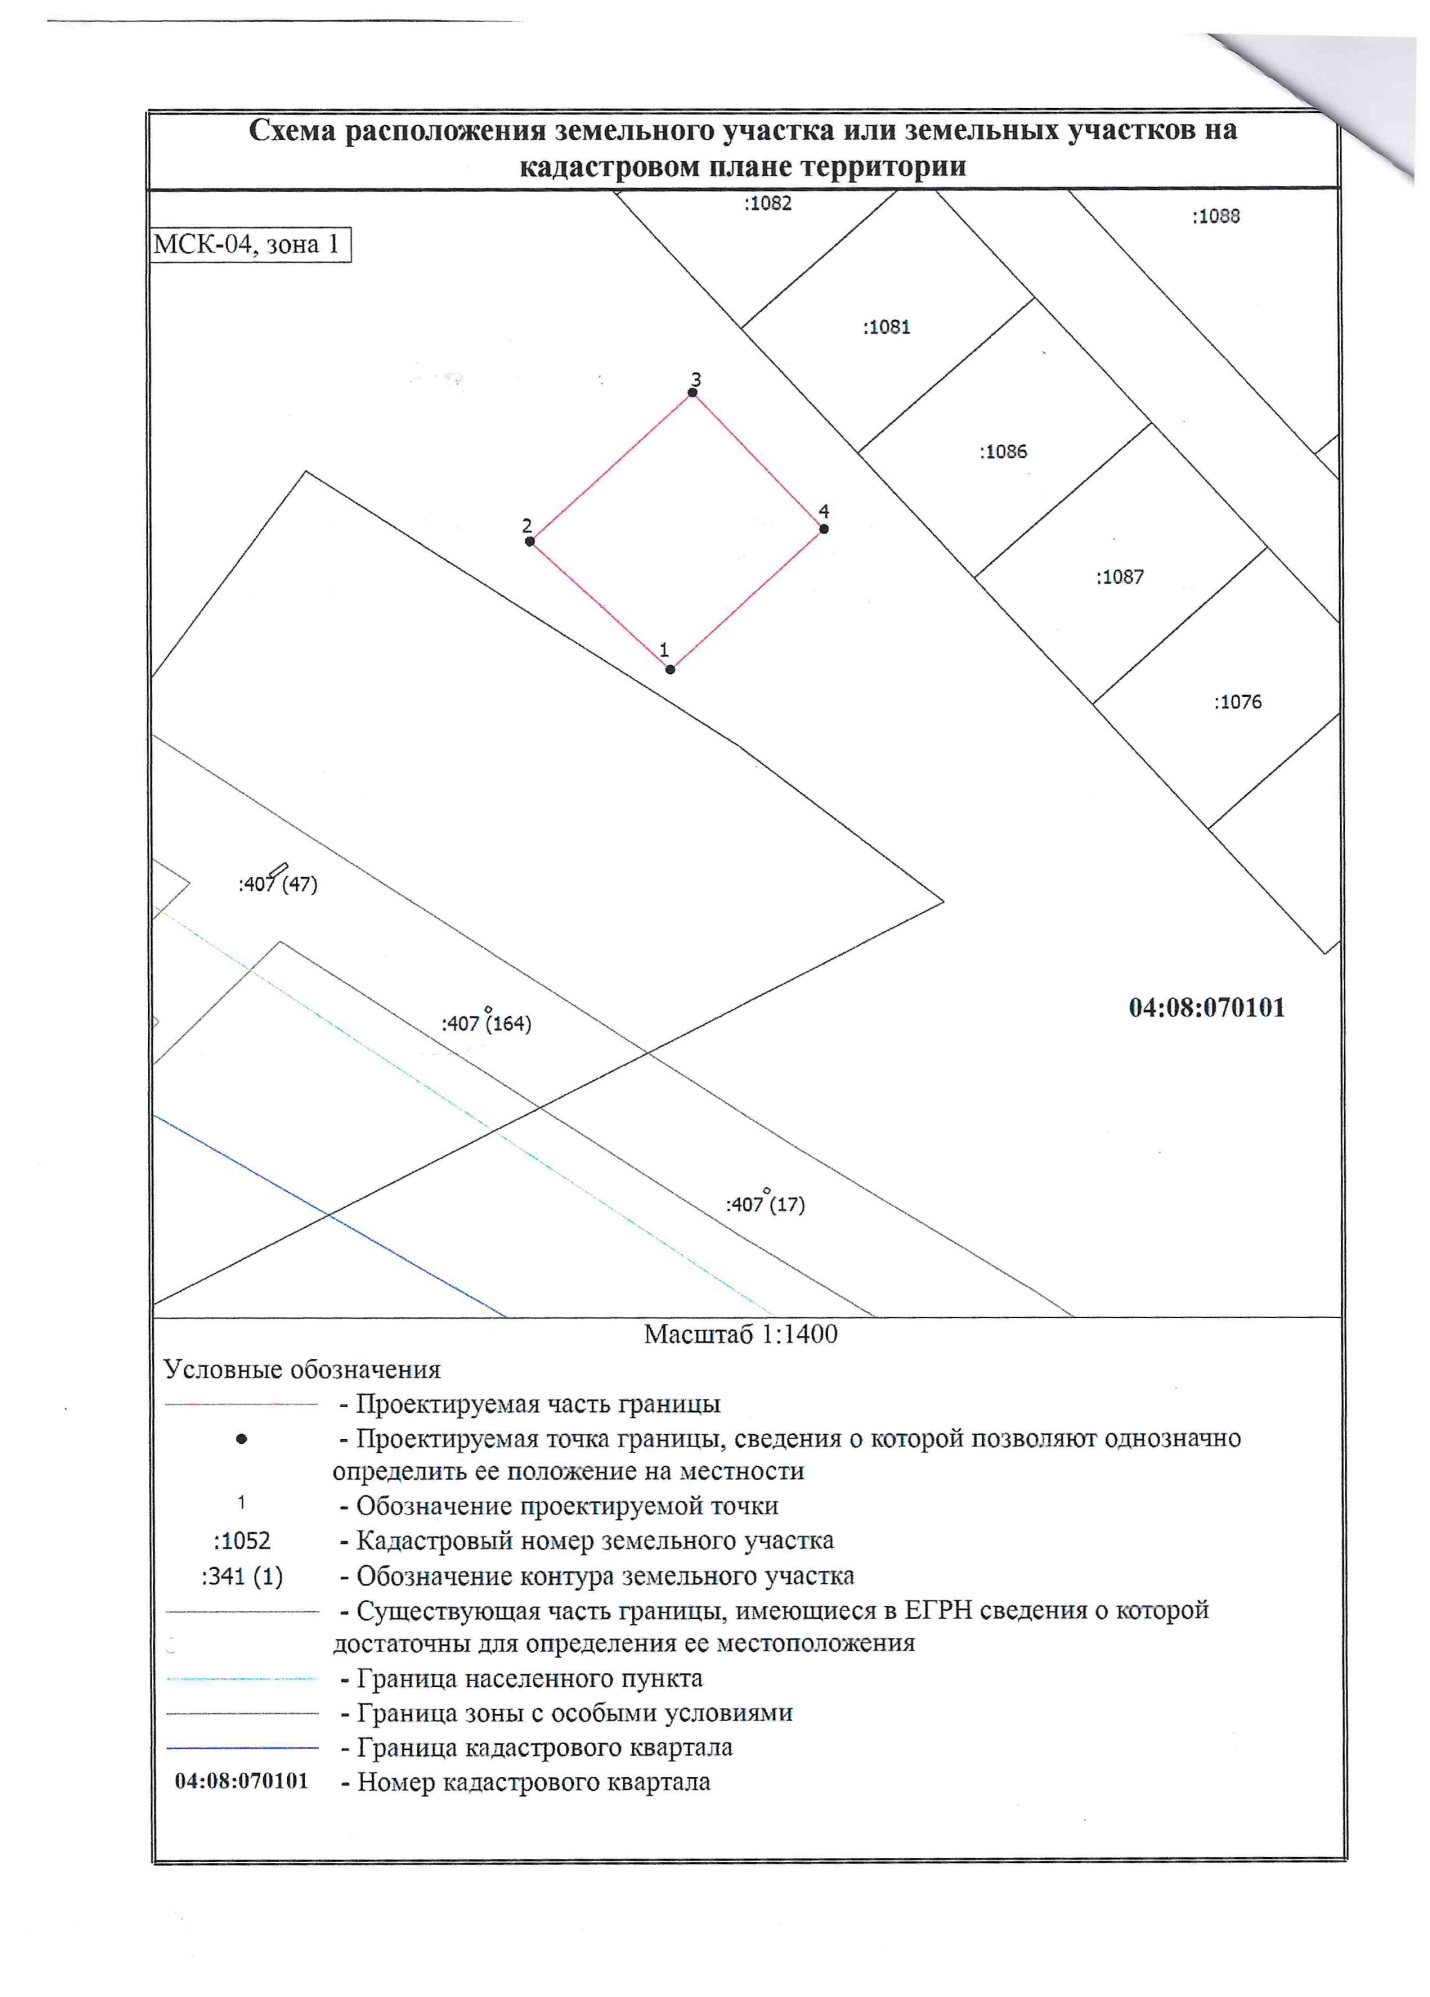 Схема расположения земельного участка или земельных участков на
кадастровом плане территории
МСК-04, зона 1
:1082
:1088
:1081
3
:1086
4
2
:1087
1
:1076
:407 (47)
04:08:070101
:407 (164)
:407 (17)
Масштаб 1:1400
Условные обозначения
- Проектируемая часть границы
- Проектируемая точка границы, сведения о которой позволяют однозначно
определить ее положение на местности
1 - Обозначение проектируемой точки
:1052 - Кадастровый номер земельного участка
:341 (1) - Обозначение контура земельного участка
- Существующая часть границы, имеющиеся в ЕГРН сведения о которой
достаточны для определения ее местоположения
- Граница населенного пункта
- Граница зоны с особыми условиями
- Граница кадастрового квартала
04:08:070101 - Номер кадастрового квартала